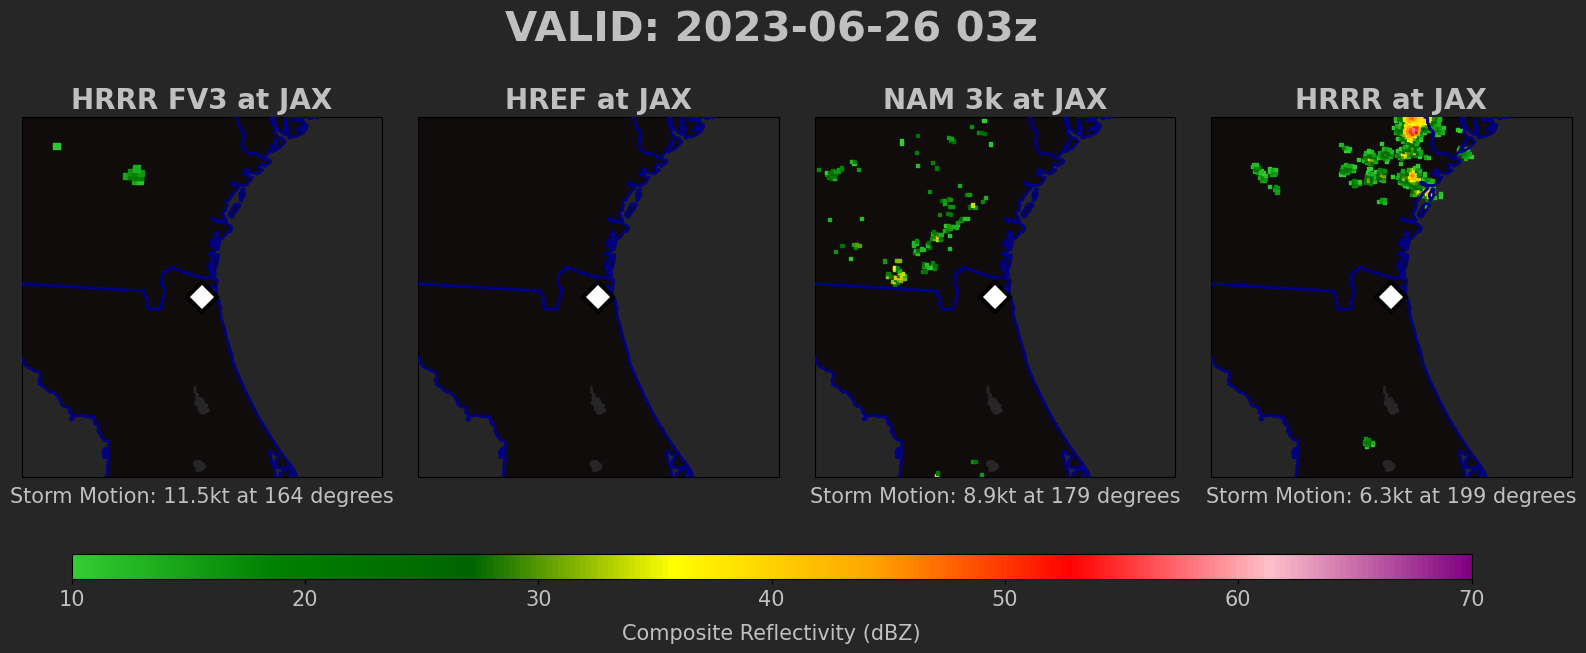 VALID: 2023-06-26 03z
HRRR FV3 at JAX
HREF at JAX
NAM 3k at JAX
HRRR at JAX
Storm Motion: 11.5kt at 164 degrees
Storm Motion: 8.9kt at 179 degrees
Storm Motion: 6.3kt at 199 degrees
10 20 30 40 50 60 70
Composite Reflectivity (dBZ)